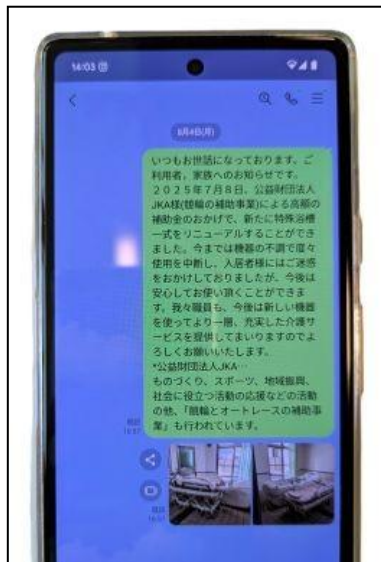 14:03
8月4日(月)
いつもお世話になっております。ご
利用者、家族へのお知らせです。
２０２５年７月８日、公益財団法人
JKA様(競輪の補助事業)による高額の
補助金のおかげで、新たに特殊浴槽
一式をリニューアルすることができ
ました。今までは機器の不調で度々
使用を中断し、入居者様にはご迷惑
をおかけしておりましたが、今後は
安心してお使い頂くことができま
す。我々職員も、今後は新しい機器
を使ってより一層、充実した介護サ
ービスを提供してまいりますのでよ
ろしくお願いいたします。
*公益財団法人JKA…
ものづくり、スポーツ、地域振興、
社会に役立つ活動の応援などの活動
の他、「競輪とオートレースの補助事
業」も行われています。
既読
16:57
既読
16:57